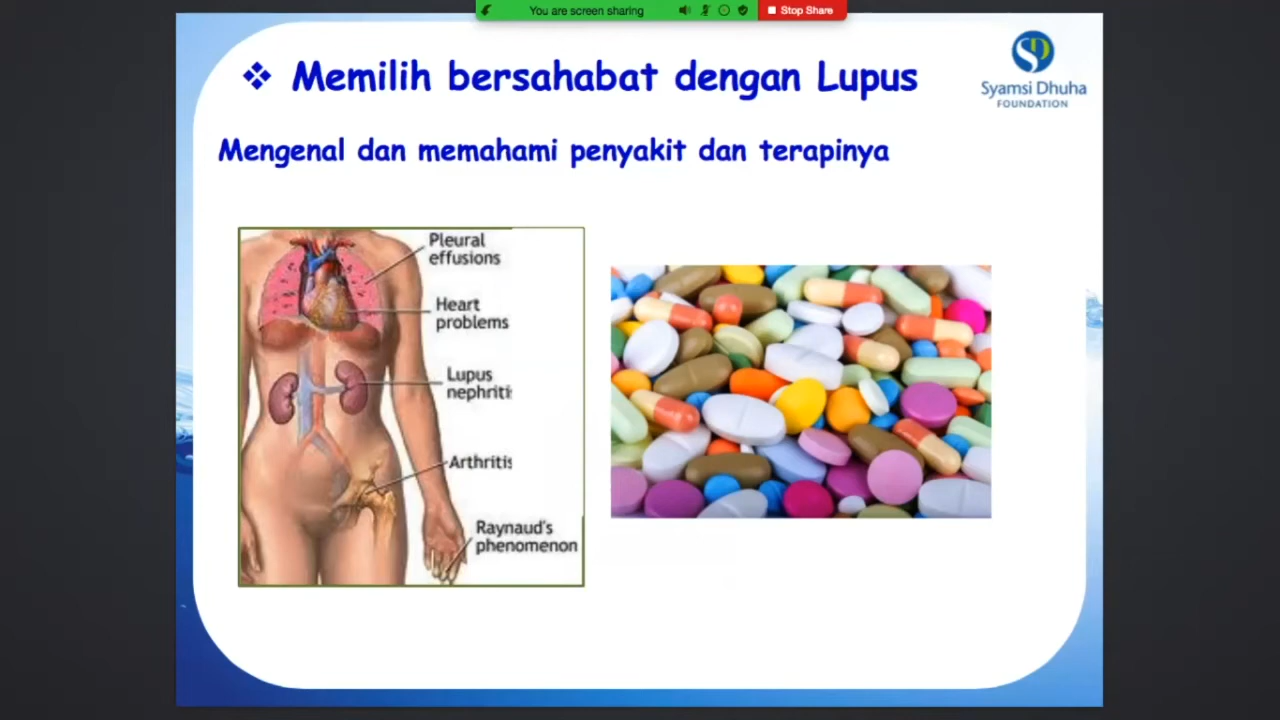 You are screen sharing
Stop Share
❖ Memilih bersahabat dengan Lupus
SD
Syamsi Dhuha
FOUNDATION
Mengenal dan memahami penyakit dan terapinya
Pleural
effusions
Heart
problems
Lupus
nephriti
Arthritis
Raynaud's
phenomenon